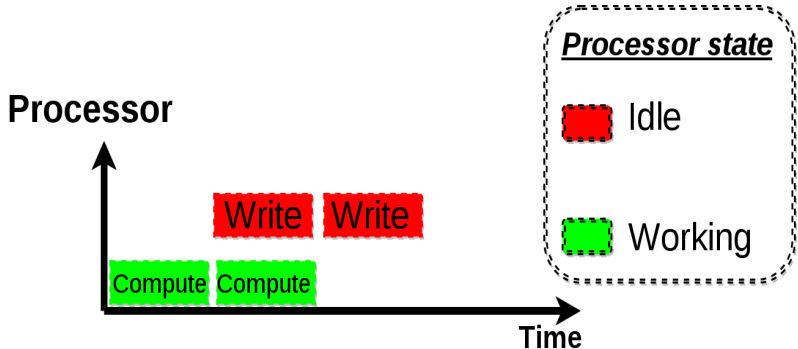 Processor state
Processor
Idle
Write Write
Working
Compute Compute
Time